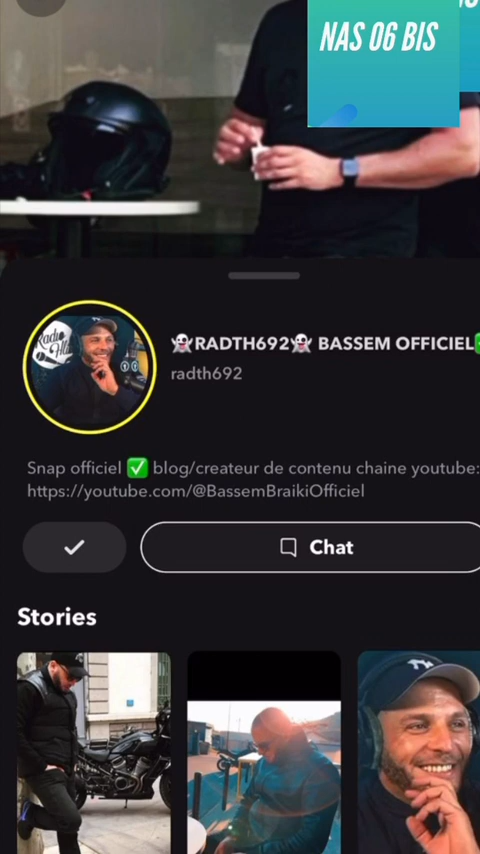 NAS 06 BIS
Radio
👻RADTH692👻 BASSEM OFFICIEL✅
radth692
Snap officiel ✅ blog/createur de contenu chaine youtube:
https://youtube.com/@BassemBraikiOfficiel
Chat
Stories